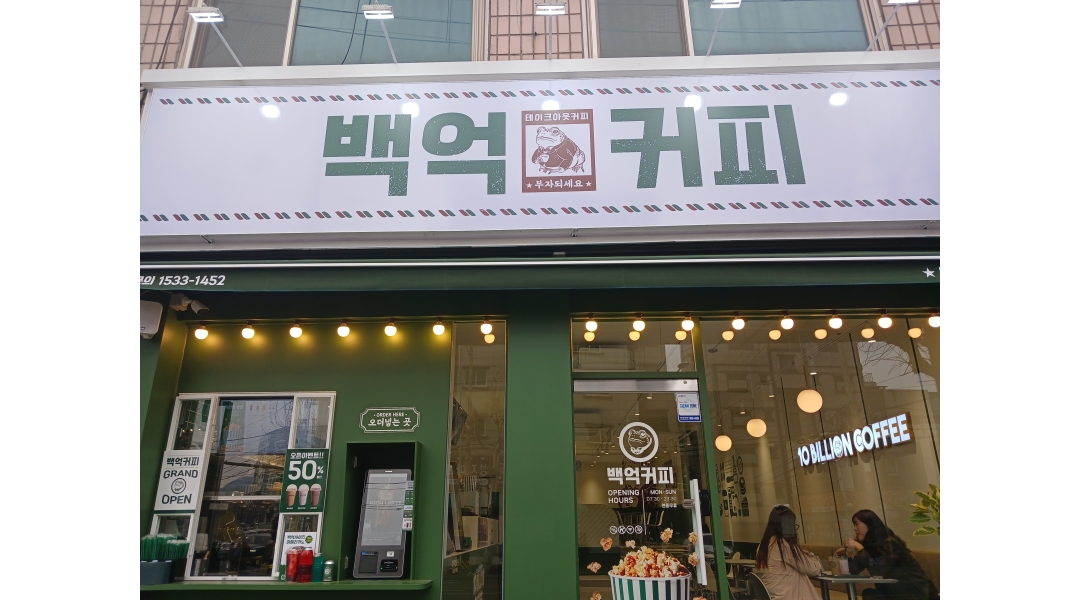 테이크아웃커피
백억 커피
★ 부자되세요 ★
1533-1452
ORDER HERE
오더넣는 곳
백억커피
GRAND
OPEN
오픈이벤트!!
50%
백억커피
OPENING HOURS
MON-SUN
10 BILLION COFFEE